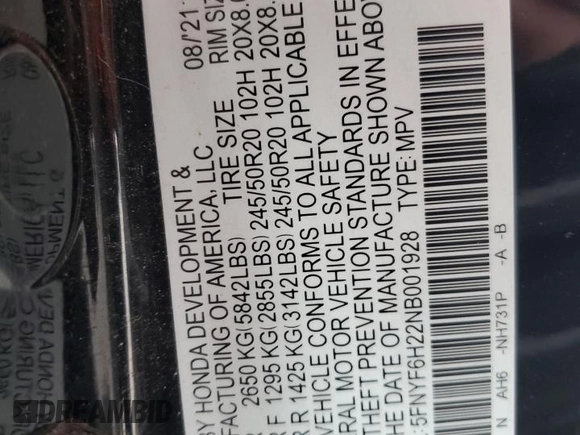 BY HONDA DEVELOPMENT & 08/'21
FACTURING OF AMERICA, LLC
TIRE SIZE RIM SIZ
2650 KG(5842LBS)
R F 1295 KG(2855LBS) 245/50R20 102H 20X8.
R R 1425 KG(3142LBS) 245/50R20 102H 20X8.
VEHICLE CONFORMS TO ALL APPLICABLE
RAL MOTOR VEHICLE SAFETY
THEFT PREVENTION STANDARDS IN EFFE
HE DATE OF MANUFACTURE SHOWN ABO
:5FNYF6H22NB001928 TYPE: MPV
N AH6 -NH731P -A -B
DREAMBID